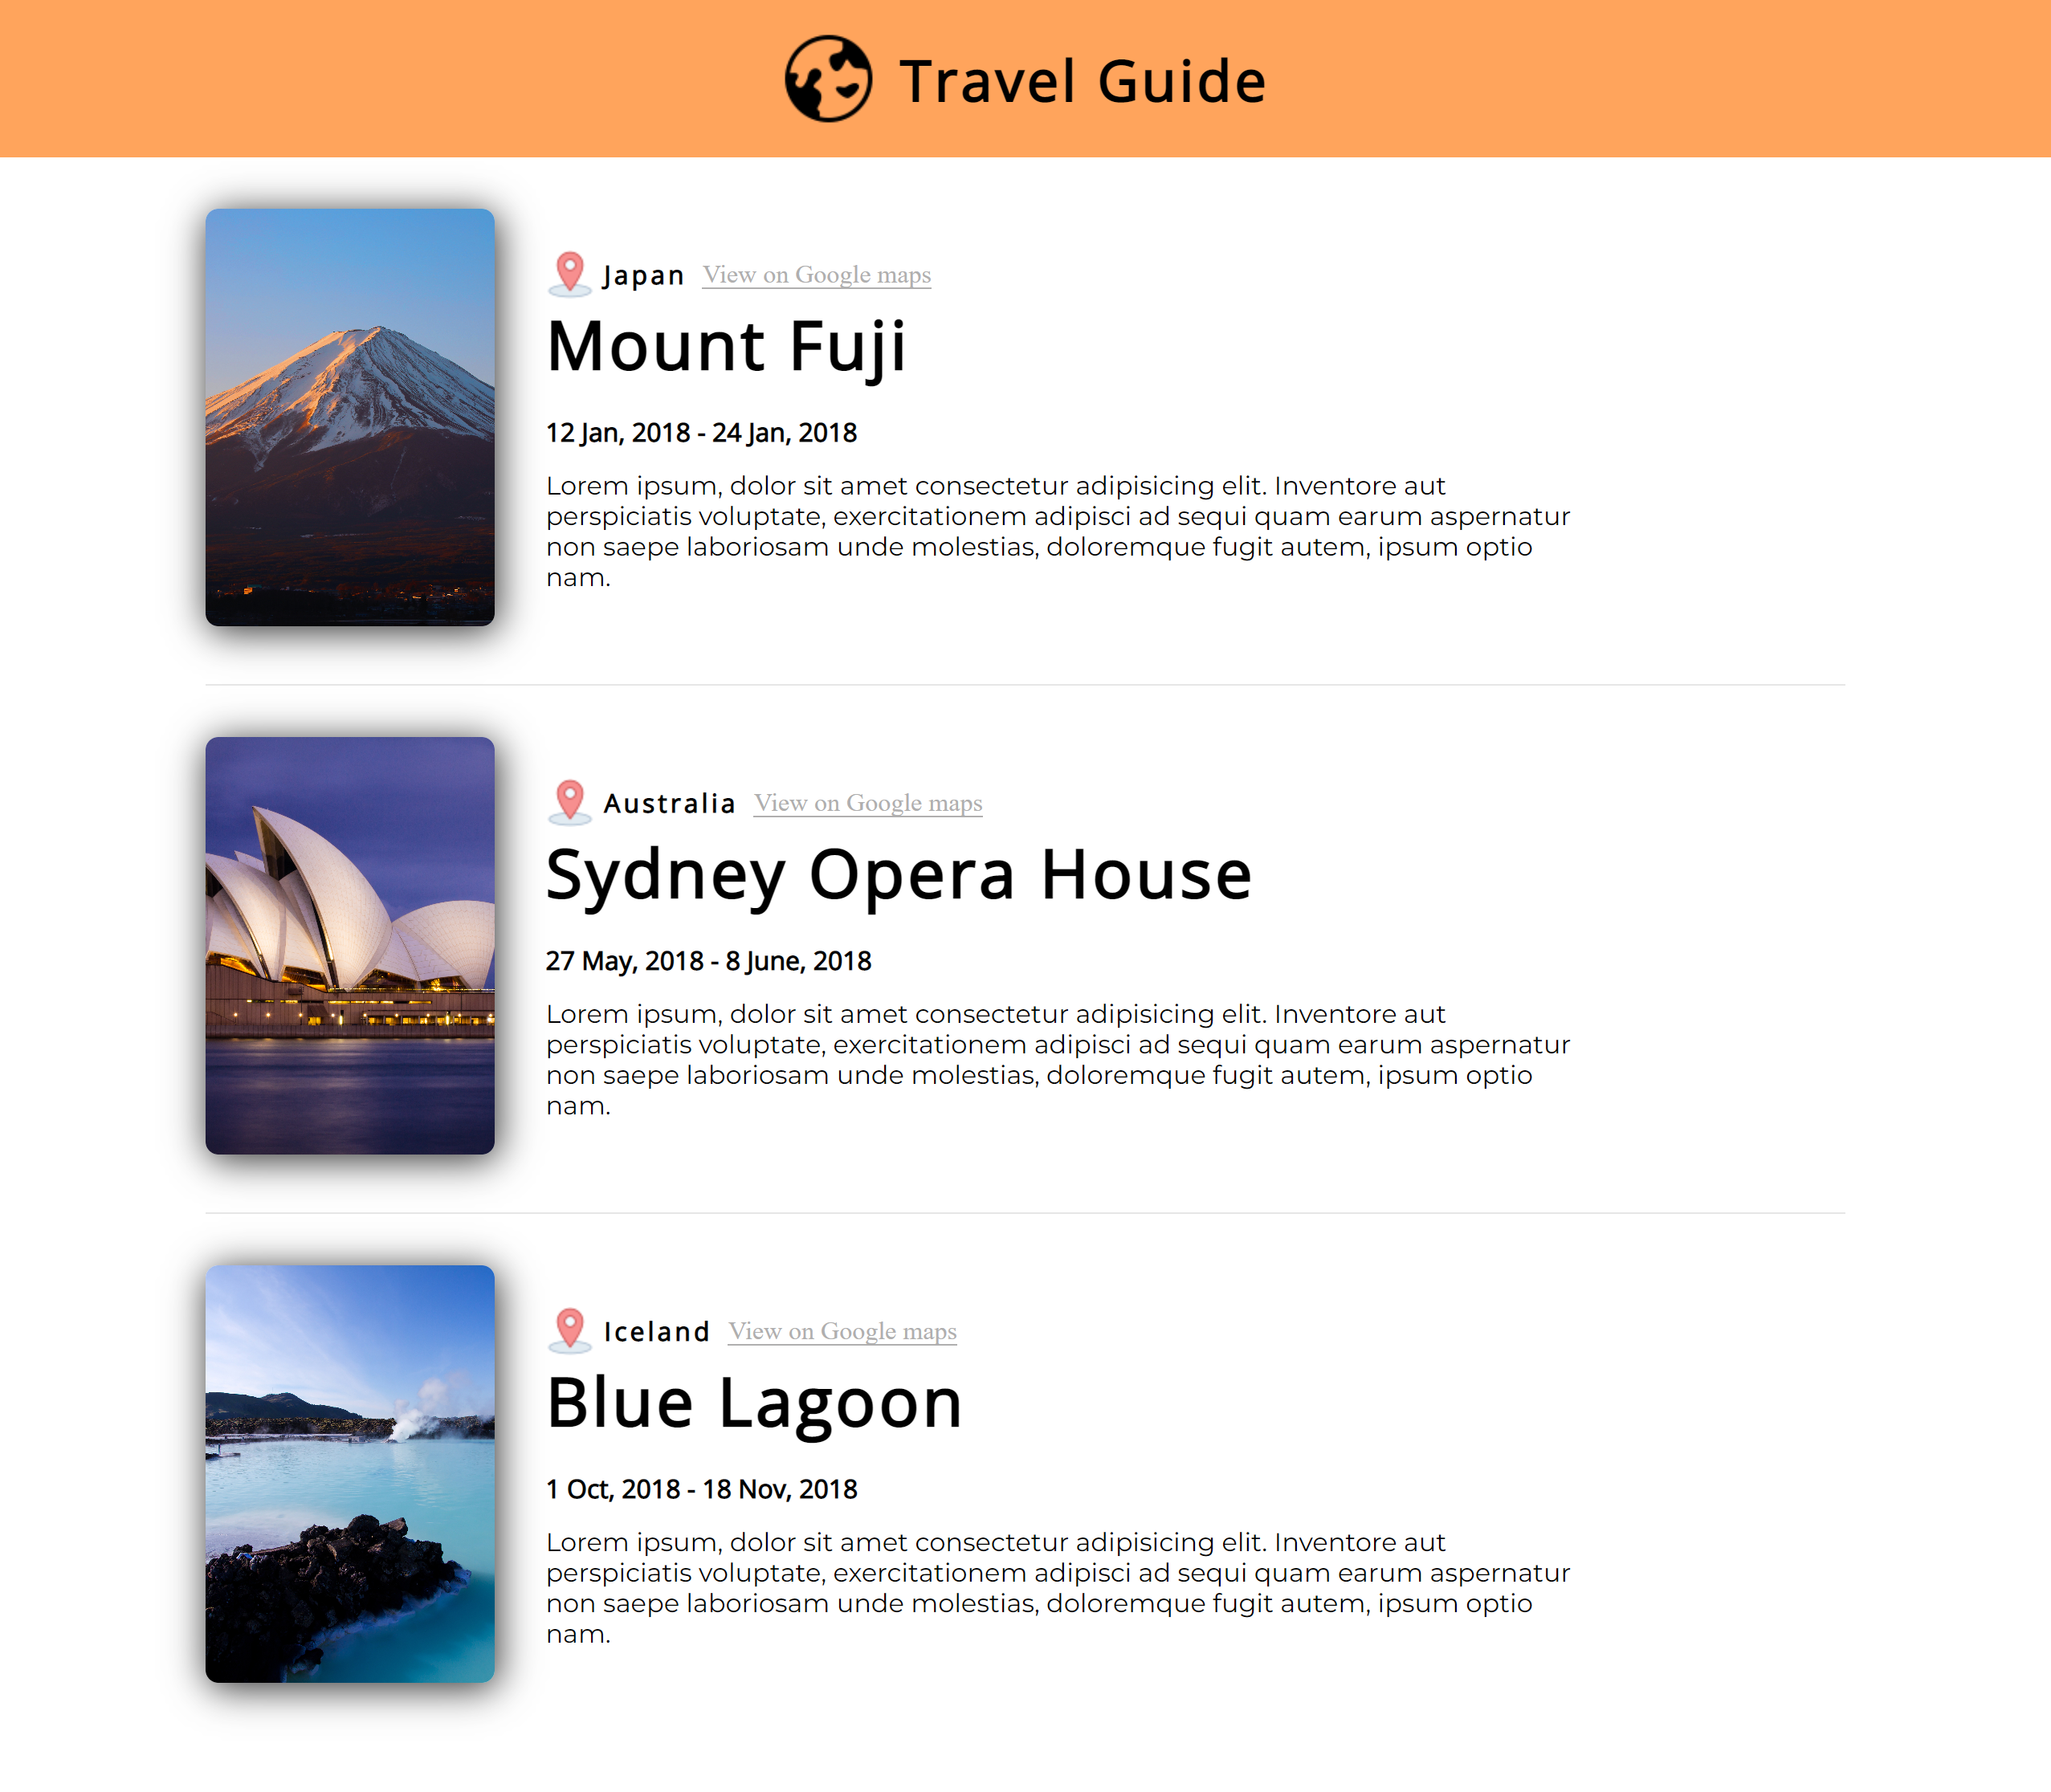 Travel Guide
Japan View on Google maps
Mount Fuji
12 Jan, 2018 - 24 Jan, 2018
Lorem ipsum, dolor sit amet consectetur adipisicing elit. Inventore aut
perspiciatis voluptate, exercitationem adipisci ad sequi quam earum aspernatur
non saepe laboriosam unde molestias, doloremque fugit autem, ipsum optio
nam.
Australia View on Google maps
Sydney Opera House
27 May, 2018 - 8 June, 2018
Lorem ipsum, dolor sit amet consectetur adipisicing elit. Inventore aut
perspiciatis voluptate, exercitationem adipisci ad sequi quam earum aspernatur
non saepe laboriosam unde molestias, doloremque fugit autem, ipsum optio
nam.
Iceland View on Google maps
Blue Lagoon
1 Oct, 2018 - 18 Nov, 2018
Lorem ipsum, dolor sit amet consectetur adipisicing elit. Inventore aut
perspiciatis voluptate, exercitationem adipisci ad sequi quam earum aspernatur
non saepe laboriosam unde molestias, doloremque fugit autem, ipsum optio
nam.